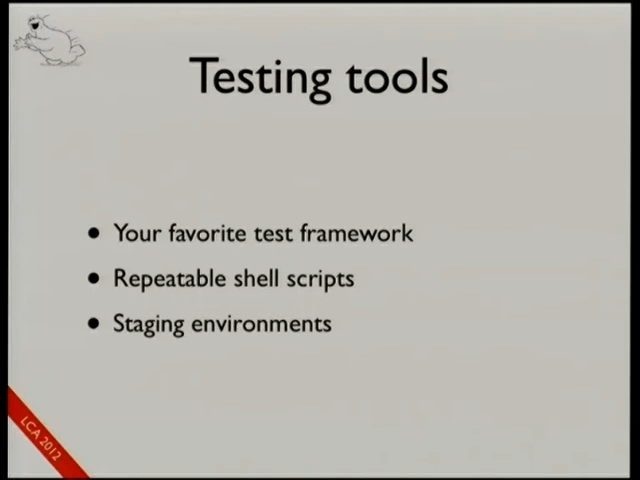 Testing tools
• Your favorite test framework
• Repeatable shell scripts
• Staging environments
LCA 2012